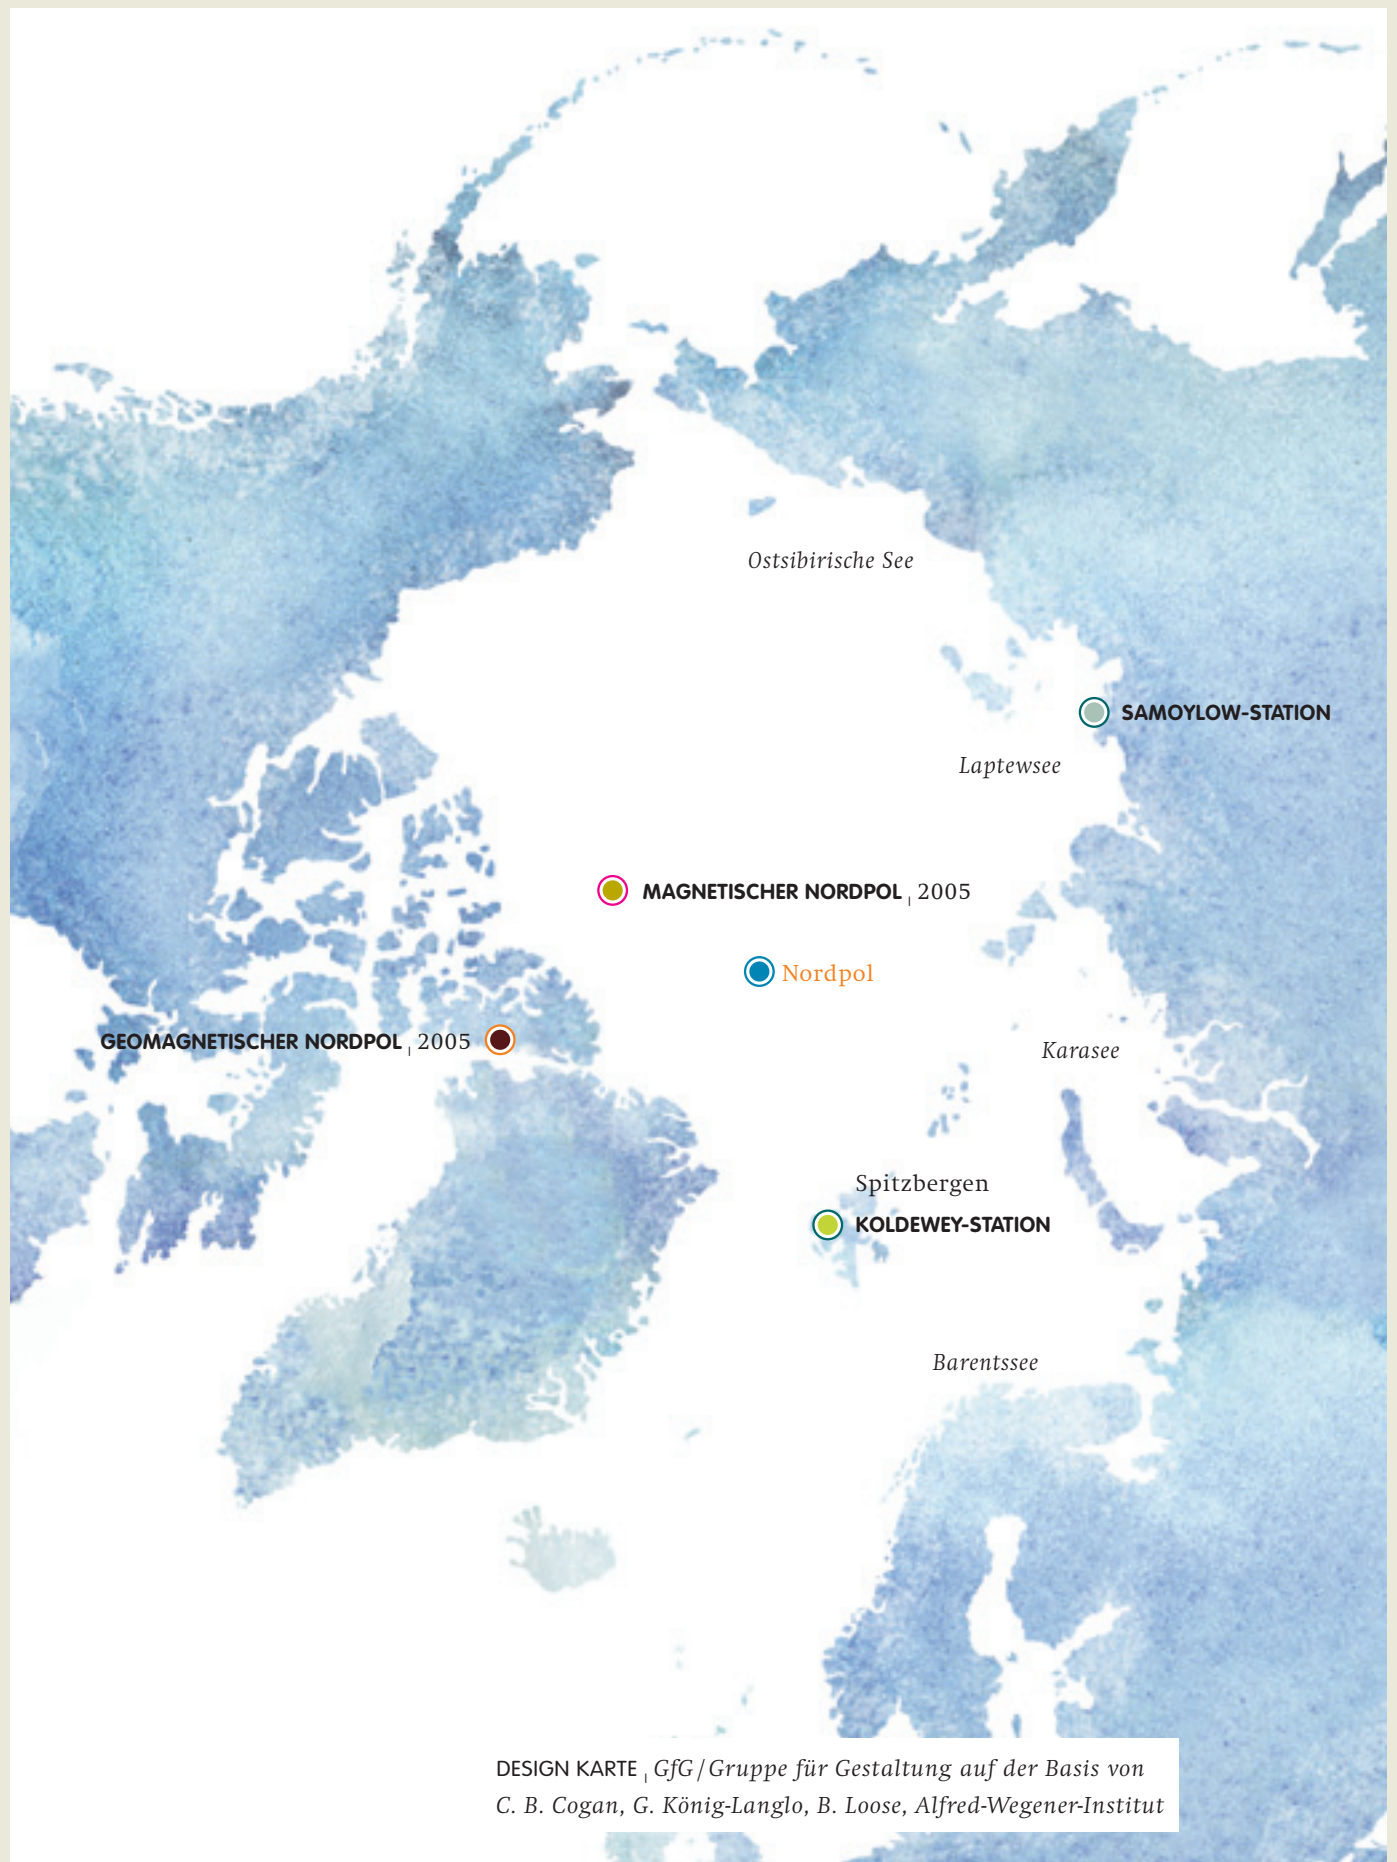 Ostsibirische See
SAMOYLOW-STATION
Laptewsee
MAGNETISCHER NORDPOL | 2005
Nordpol
GEOMAGNETISCHER NORDPOL | 2005
Karasee
Spitzbergen
KOLDEWEY-STATION
Barentssee
DESIGN KARTE | GfG / Gruppe für Gestaltung auf der Basis von
C. B. Cogan, G. König-Langlo, B. Loose, Alfred-Wegener-Institut